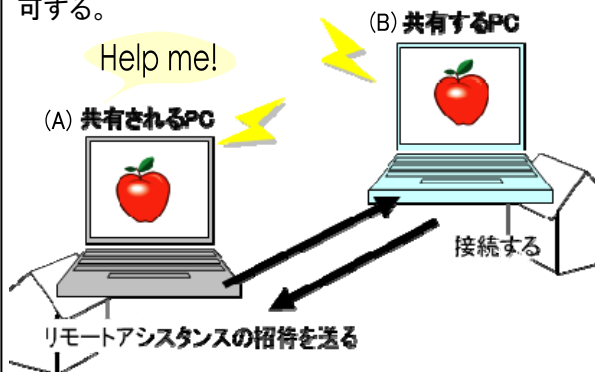 可する。
(B) 共有するPC
Help me!
(A) 共有されるPC
接続する
リモートアシスタンスの招待を送る